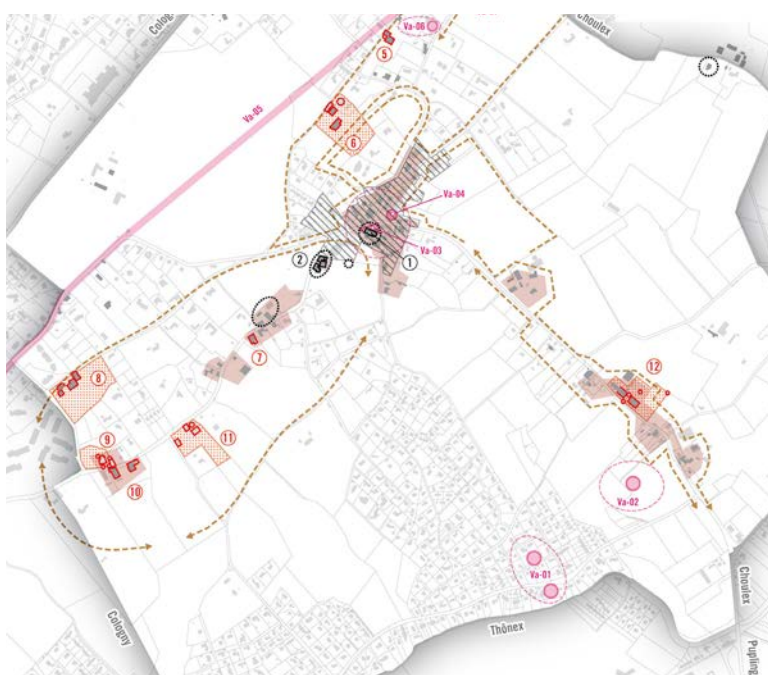 Cologny
Choulex
Va-06
5
Va-05
6
Va-04
Va-03
2
1
7
8
12
9
11
10
Va-02
Va-01
Cologny
Thônex
Choulex